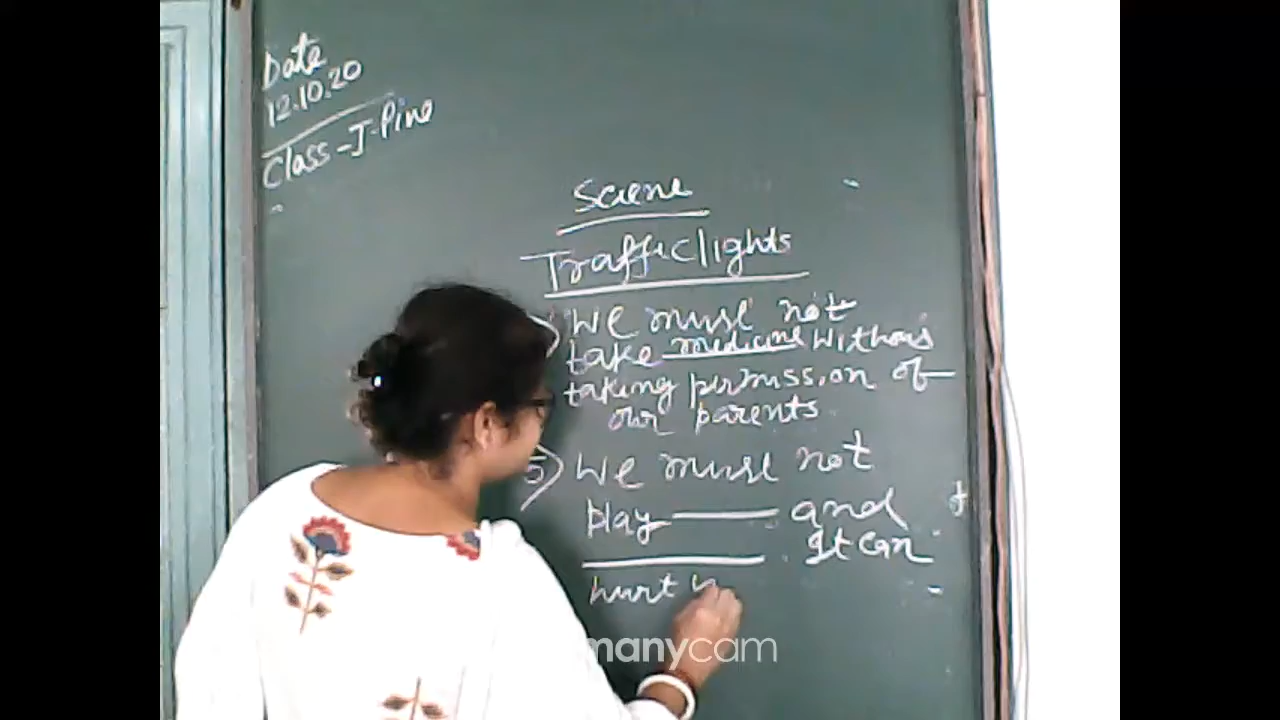 Date
12.10.20
Class-I-Pine
Sciene
Traffic lights
We must not
take medicine without
taking permission of
our parents
5) We must not
play ——— and
——— . It can
hurt
manycam